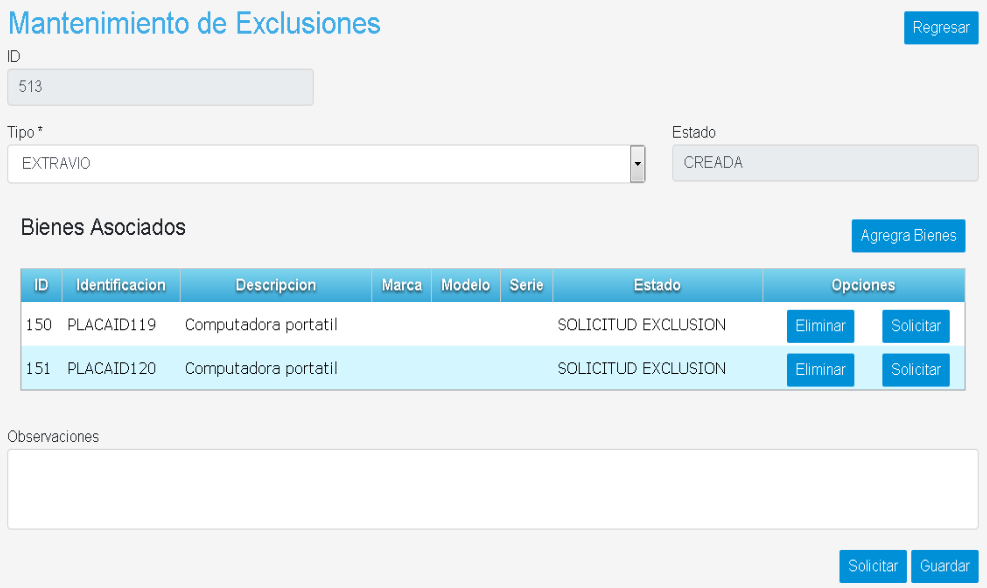 Mantenimiento de Exclusiones
Regresar
ID
513
Tipo *
Estado
EXTRAVIO
CREADA
Bienes Asociados
Agregra Bienes
ID Identificacion Descripcion Marca Modelo Serie Estado Opciones
150 PLACAID119 Computadora portatil SOLICITUD EXCLUSION Eliminar Solicitar
151 PLACAID120 Computadora portatil SOLICITUD EXCLUSION Eliminar Solicitar
Observaciones
Solicitar Guardar